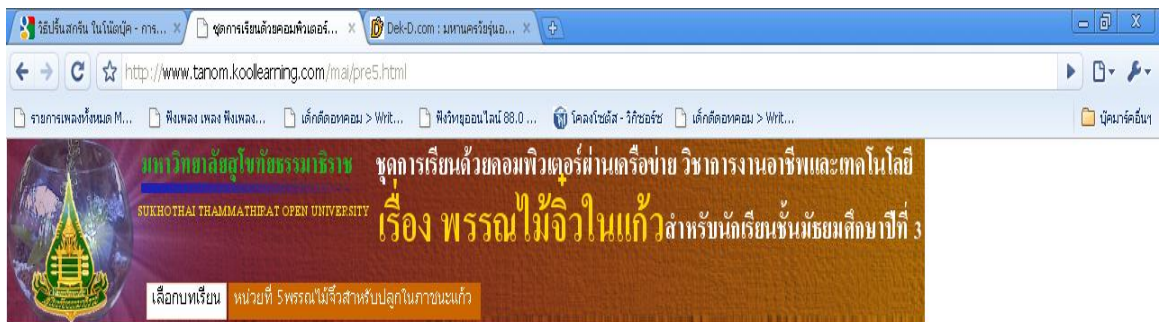 วิธีปริ้นสกรีน ในโน้ตบุ๊ค - การ... ชุดการเรียนด้วยคอมพิวเตอร์... Dek-D.com : มหานครวัยรุ่นออ...
http://www.tanom.koollearning.com/mai/pre5.html
รายการเพลงทั้งหมด M... ฟังเพลง เพลง ฟังเพลง... เด็กดีดอทคอม > Writ... ฟังวิทยุออนไลน์ 88.0 ... โคลงโซดัส - วิกิซอร์ซ เด็กดีดอทคอม > Writ... บุ๊คมาร์คอื่นๆ
มหาวิทยาลัยสุโขทัยธรรมาธิราช ชุดการเรียนด้วยคอมพิวเตอร์ผ่านเครือข่าย วิชาการงานอาชีพและเทคโนโลยี
SUKHOTHAI THAMMATHIRAT OPEN UNIVERSITY
เรื่อง พรรณไม้จิ๋วในแก้ว สำหรับนักเรียนชั้นมัธยมศึกษาปีที่ 3
เลือกบทเรียน หน่วยที่ 5พรรณไม้จิ๋วสำหรับปลูกในภาชนะแก้ว